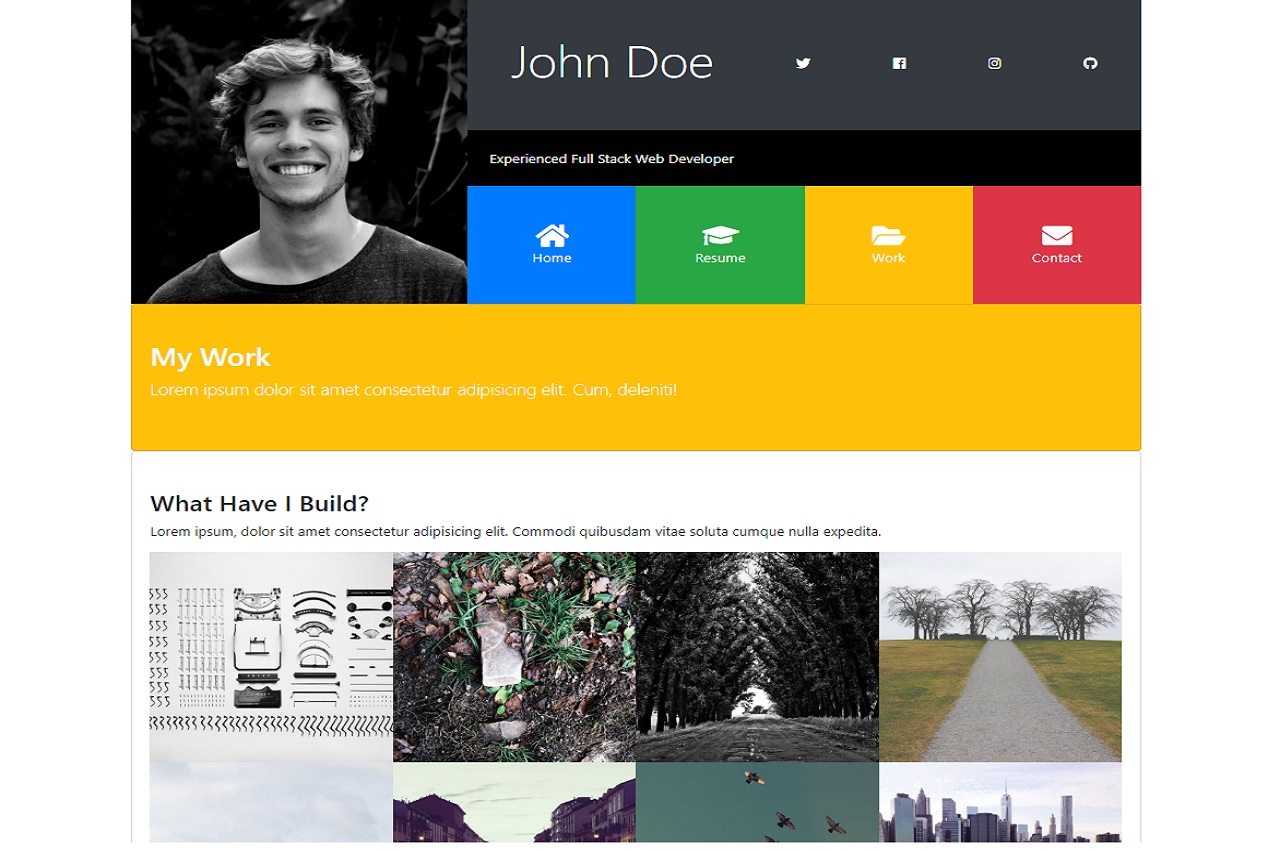 John Doe
Experienced Full Stack Web Developer
Home
Resume
Work
Contact
My Work
Lorem ipsum dolor sit amet consectetur adipisicing elit. Cum, deleniti!
What Have I Build?
Lorem ipsum, dolor sit amet consectetur adipisicing elit. Commodi quibusdam vitae soluta cumque nulla expedita.